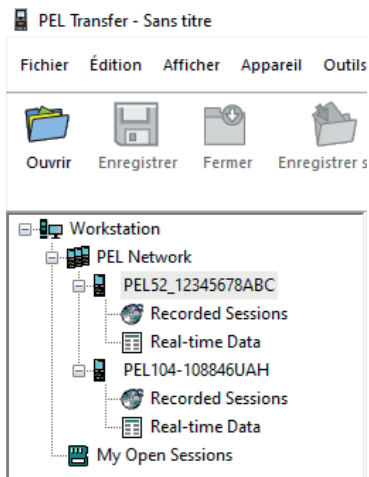 PEL Transfer - Sans titre
Fichier Édition Afficher Appareil Outils
Ouvrir Enregistrer Fermer Enregistrer s
Workstation
PEL Network
PEL52_12345678ABC
Recorded Sessions
Real-time Data
PEL104-108846UAH
Recorded Sessions
Real-time Data
My Open Sessions